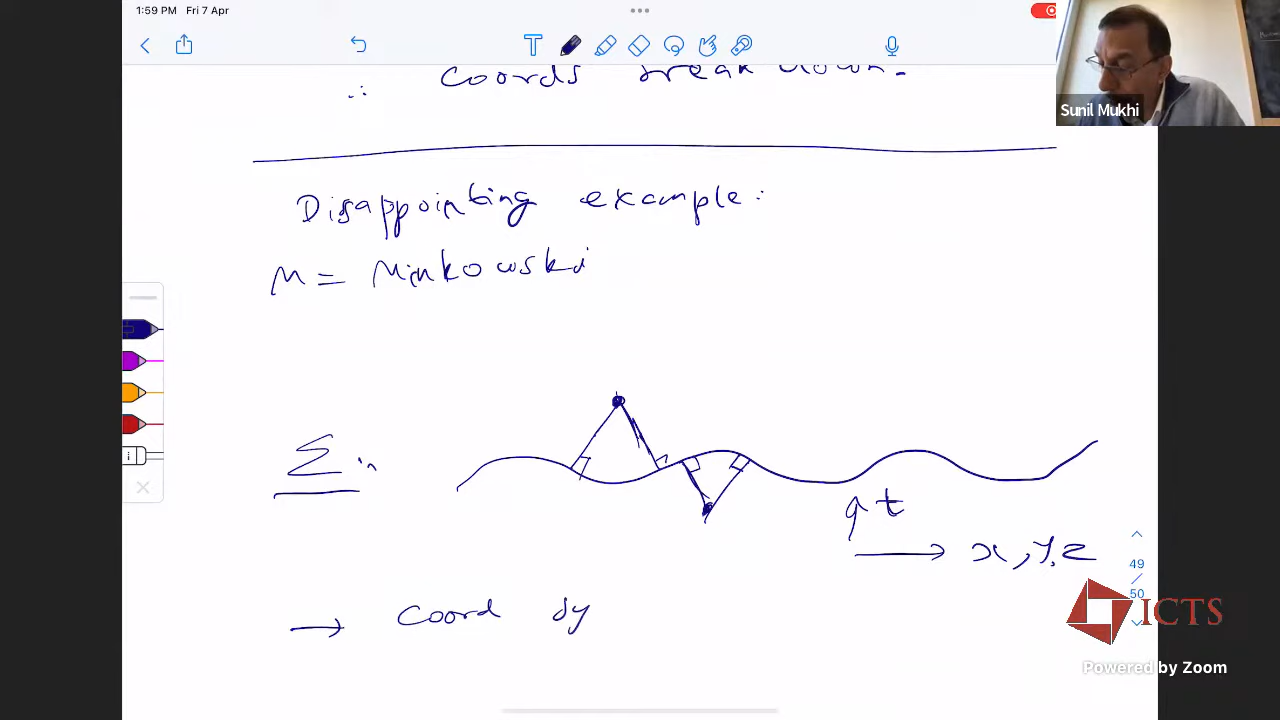 1:59 PM Fri 7 Apr
Sunil Mukhi
∴ Coords break down.
Disappointing example:
M = Minkowski
Σ in
t
x, y, z
→ Coord sy
49
/
50
ICTS
Powered by Zoom